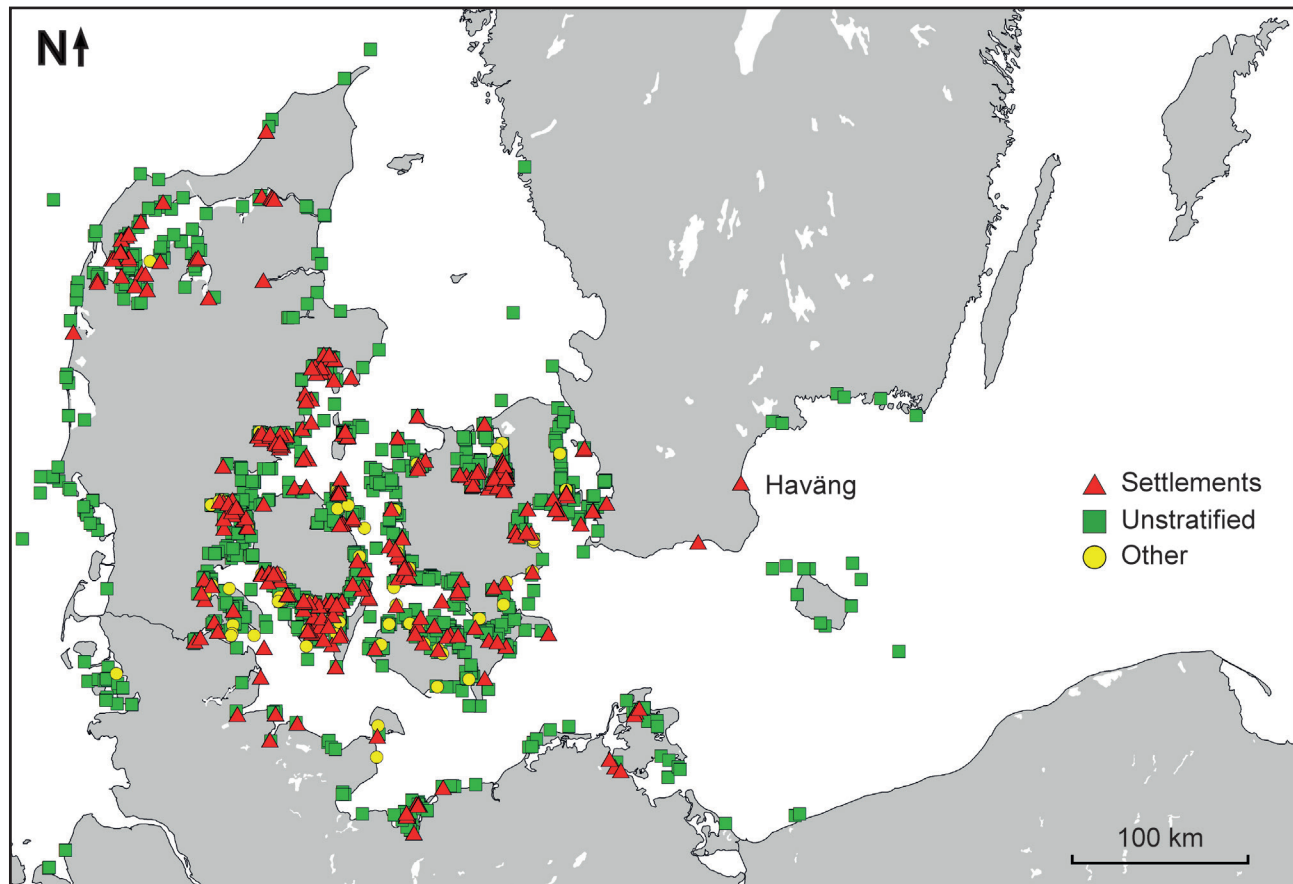 N
Haväng
Settlements
Unstratified
Other
100 km